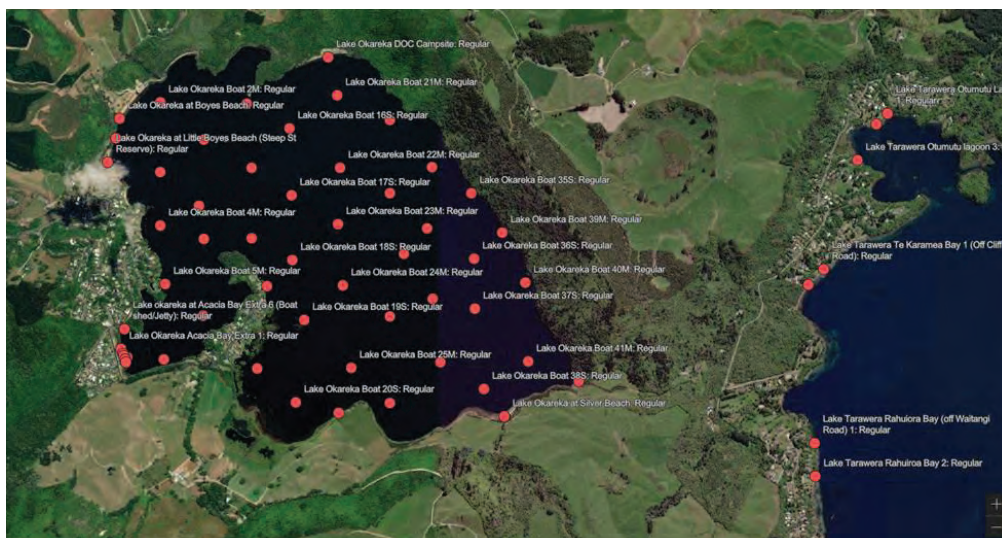 Lake Okareka DOC Campsite: Regular
Lake Okareka Boat 21M: Regular
Lake Okareka Boat 2M: Regular
Lake Okareka at Boyes Beach: Regular
Lake Okareka Boat 16S: Regular
Lake Okareka at Little Boyes Beach (Steep St
Reserve): Regular
Lake Okareka Boat 22M: Regular
Lake Okareka Boat 17S: Regular
Lake Okareka Boat 35S: Regular
Lake Okareka Boat 4M: Regular
Lake Okareka Boat 23M: Regular
Lake Okareka Boat 39M: Regular
Lake Okareka Boat 18S: Regular
Lake Okareka Boat 36S: Regular
Lake Okareka Boat 5M: Regular
Lake Okareka Boat 24M: Regular
Lake Okareka Boat 40M: Regular
Lake Okareka Boat 37S: Regular
Lake okareka at Acacia Bay Extra 6 (Boat
shed/Jetty): Regular
Lake Okareka Boat 19S: Regular
Lake Okareka Acacia Bay Extra 1: Regular
Lake Okareka Boat 25M: Regular
Lake Okareka Boat 41M: Regular
Lake Okareka Boat 38S: Regular
Lake Okareka Boat 20S: Regular
Lake Okareka at Silver Beach: Regular
Lake Tarawera Otumutu La
1: Regular
Lake Tarawera Otumutu lagoon 3:
Lake Tarawera Te Karamea Bay 1 (Off Cliff
Road): Regular
Lake Tarawera Rahuiora Bay (off Waitangi
Road) 1: Regular
Lake Tarawera Rahuiroa Bay 2: Regular